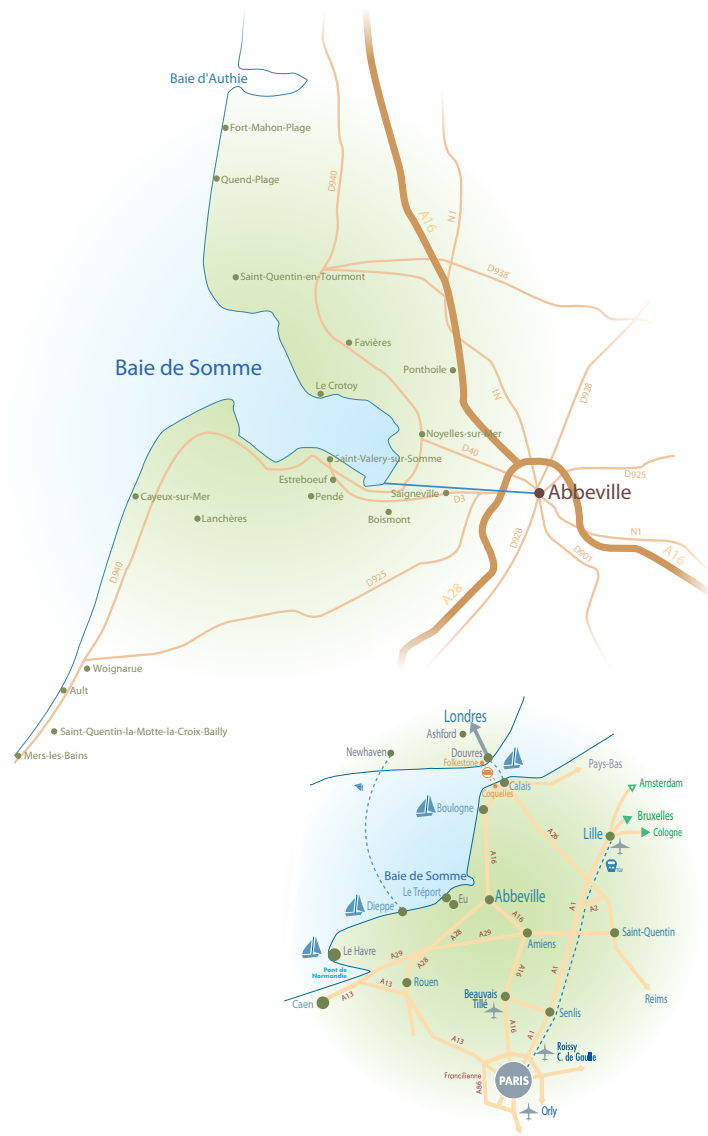 Baie d'Authie
Fort-Mahon-Plage
Quend-Plage
D940
A16
N1
D938
Saint-Quentin-en-Tourmont
Favières
Baie de Somme
Ponthoile
Le Crotoy
N1
D928
Noyelles-sur-Mer
D40
Saint-Valery-sur-Somme
D925
Estreboeuf
Cayeux-sur-Mer
Pendé
Saigneville
D3
Abbeville
Lanchères
Boismont
D928
N1
D901
A16
D940
D925
A28
Woignarue
Ault
Saint-Quentin-la-Motte-la-Croix-Bailly
Mers-les-Bains
Londres
Ashford
Newhaven
Douvres
Folkestone
Pays-Bas
Calais
Amsterdam
Coquelles
Boulogne
Bruxelles
Cologne
Lille
A26
A16
TGV
Baie de Somme
Le Tréport
Eu
Abbeville
Dieppe
A1
A2
A16
A28
A29
Amiens
Saint-Quentin
Le Havre
A29
A28
Pont de
Normandie
A13
Rouen
A16
A1
Caen
A13
Beauvais
Tillé
Reims
Senlis
A16
A1
A13
Roissy
C. de Gaulle
Francilienne
A86
PARIS
Orly